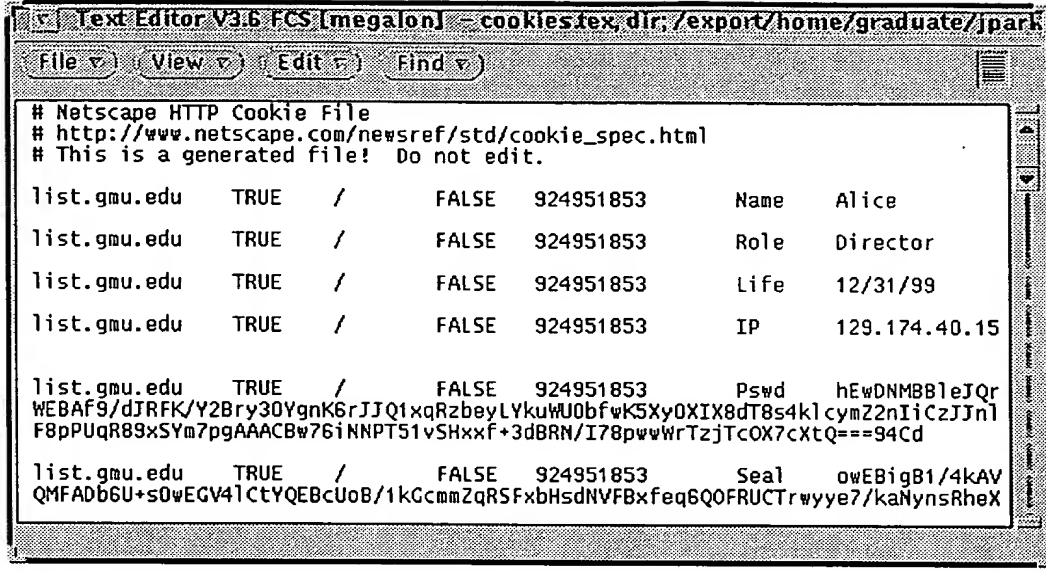 Text Editor V3.6 FCS [megalon] - cookies.tex, dir; /export/home/graduate/jpark
File View Edit Find
# Netscape HTTP Cookie File
# http://www.netscape.com/newsref/std/cookie_spec.html
# This is a generated file! Do not edit.
list.gmu.edu TRUE / FALSE 924951853 Name Alice
list.gmu.edu TRUE / FALSE 924951853 Role Director
list.gmu.edu TRUE / FALSE 924951853 Life 12/31/99
list.gmu.edu TRUE / FALSE 924951853 IP 129.174.40.15
list.gmu.edu TRUE / FALSE 924951853 Pswd hEwDNMBBleJQr
WEBAf9/dJRFK/Y2Bry3OYgnK6rJJQ1xqRzbeyLYkuWUObfwK5XyOXIX8dT8s4klcymZ2nIiCzJJnl
F8pPUqR89xSYm7pgAAACBw76iNNPT51vSHxxf+3dBRN/I78pwwWrTzjTcOX7cXtQ===94Cd
list.gmu.edu TRUE / FALSE 924951853 Seal owEBigB1/4kAV
QMFADb6U+sOwEGV4lCtYQEBcUoB/1kGcmmZqRSFxbHsdNVFBxfeq6QOFRUCTrwyye7/kaNynsRheX